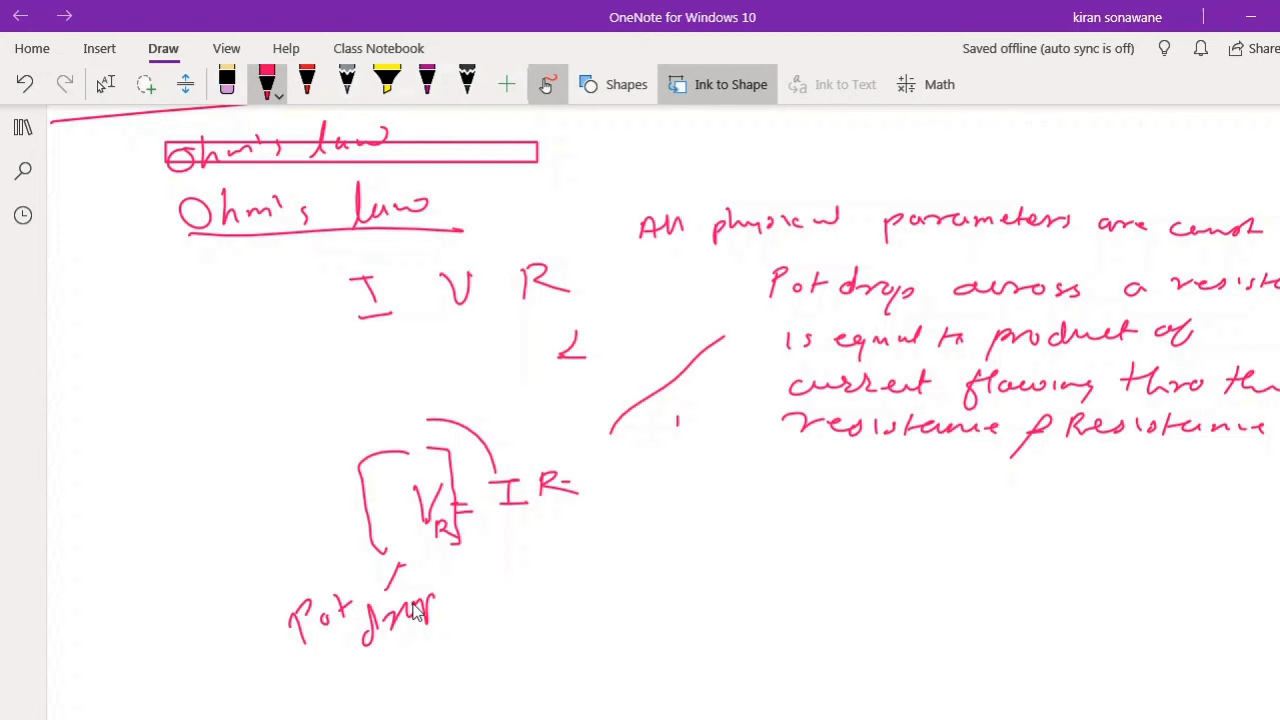 OneNote for Windows 10
kiran sonawane
Home Insert Draw View Help Class Notebook
Saved offline (auto sync is off)
Share
Shapes
Ink to Shape
Ink to Text
Math
Ohm's law
Ohm's law
I V R
All physical parameters are const
Pot drop across a resist
is equal to product of
current flowing thro th
resistance & Resistance
V_R = I R
Pot drop